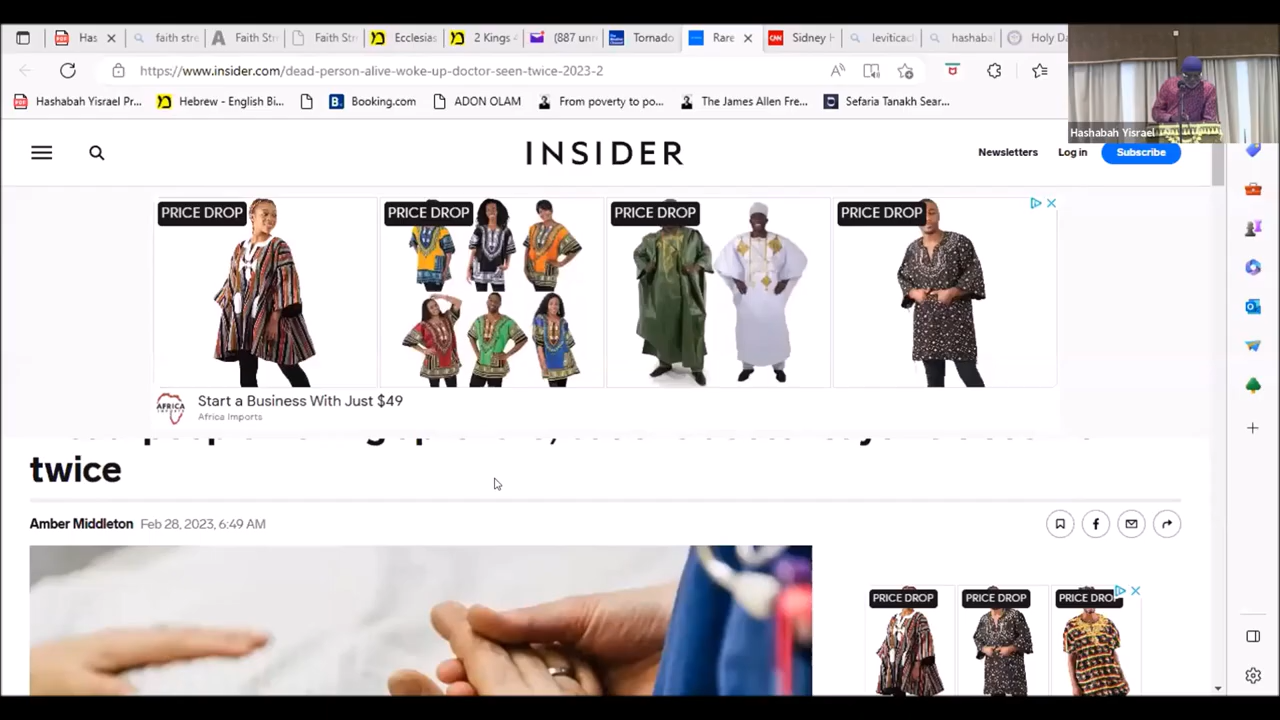 Has
faith stre
Faith Str
Faith Str
Ecclesias
2 Kings
(887 unr
Tornado
Rare
Sidney H
leviticac
hashabal
Holy Da
https://www.insider.com/dead-person-alive-woke-up-doctor-seen-twice-2023-2
Hashabah Yisrael Pr...
Hebrew - English Bi...
Booking.com
ADON OLAM
From poverty to po...
The James Allen Fre...
Sefaria Tanakh Sear...
Hashabah Yisrael
INSIDER
Newsletters
Log in
Subscribe
PRICE DROP
PRICE DROP
PRICE DROP
PRICE DROP
AFRICA
Start a Business With Just $49
Africa Imports
twice
Amber Middleton Feb 28, 2023, 6:49 AM
PRICE DROP
PRICE DROP
PRICE DROP